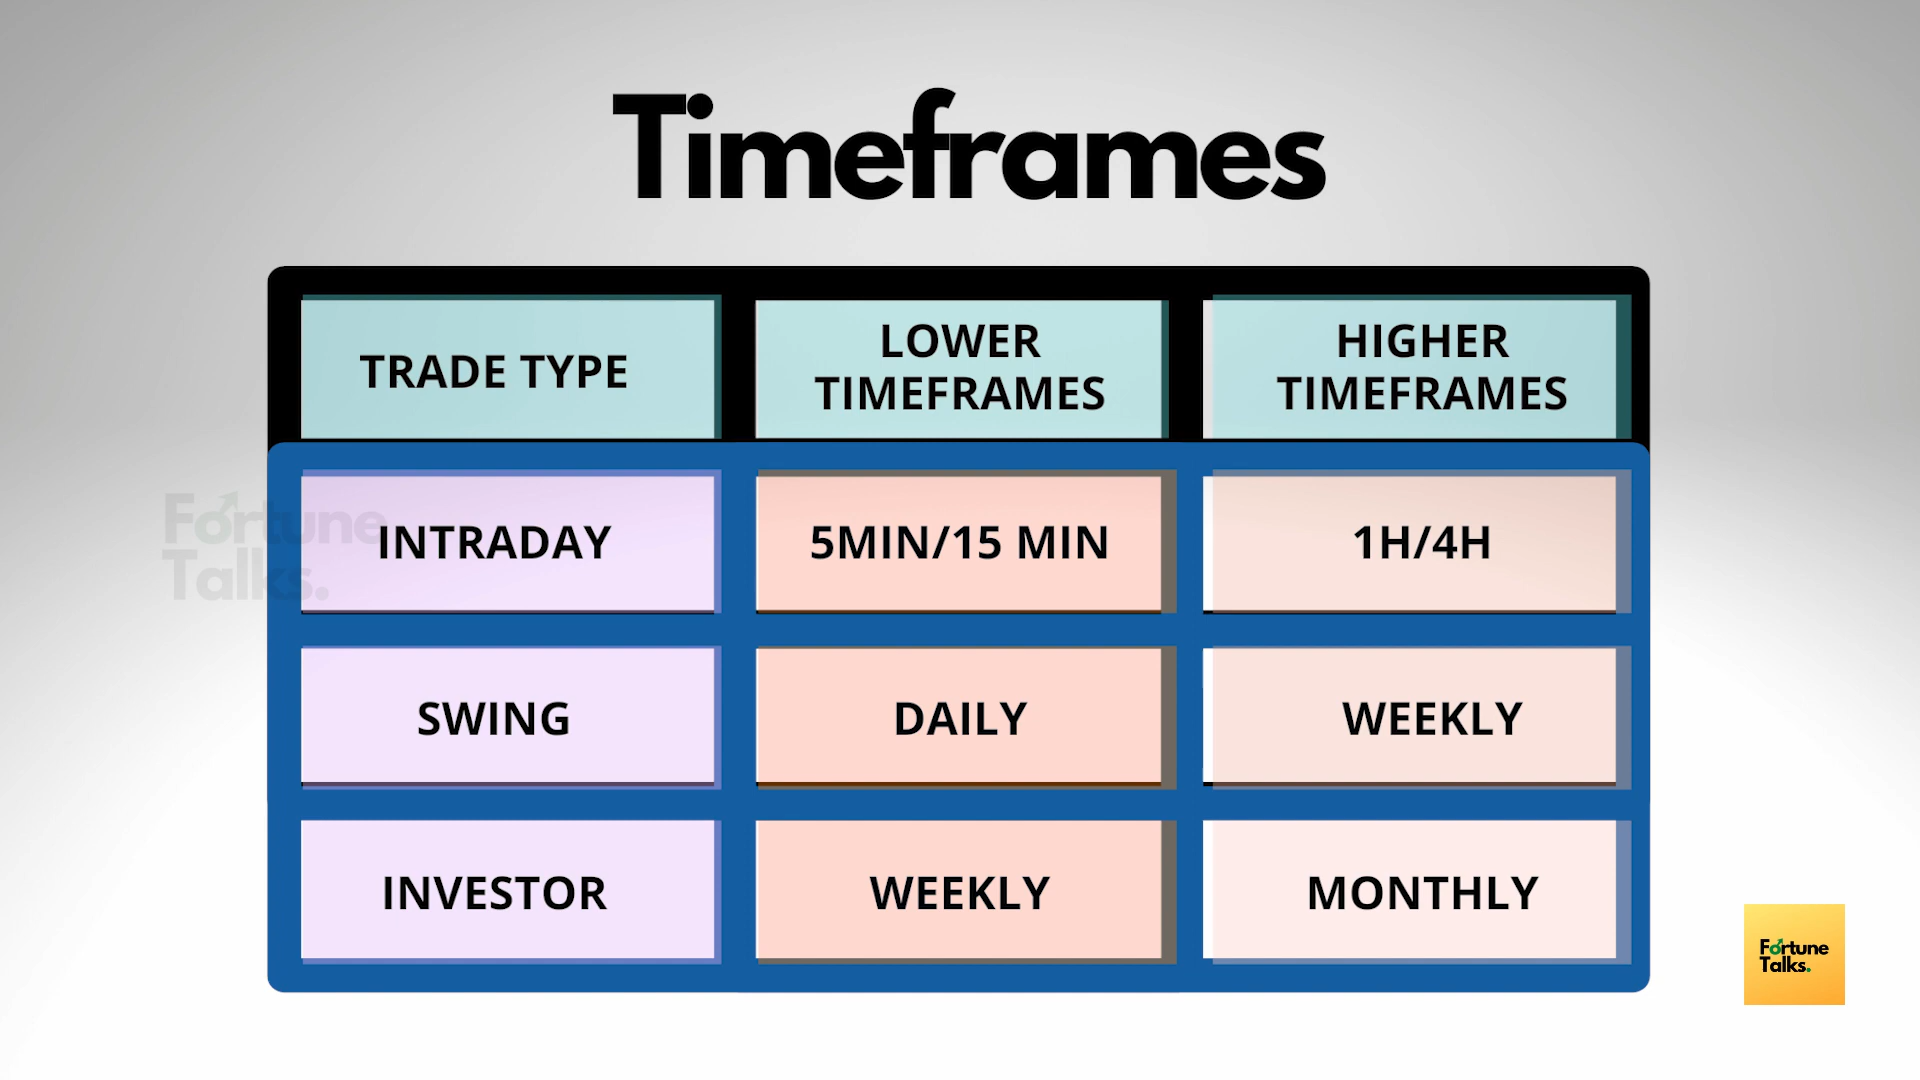 Timeframes
TRADE TYPE
LOWER
TIMEFRAMES
HIGHER
TIMEFRAMES
INTRADAY
5MIN/15 MIN
1H/4H
SWING
DAILY
WEEKLY
INVESTOR
WEEKLY
MONTHLY
Fortune
Talks.
Fortune
Talks.